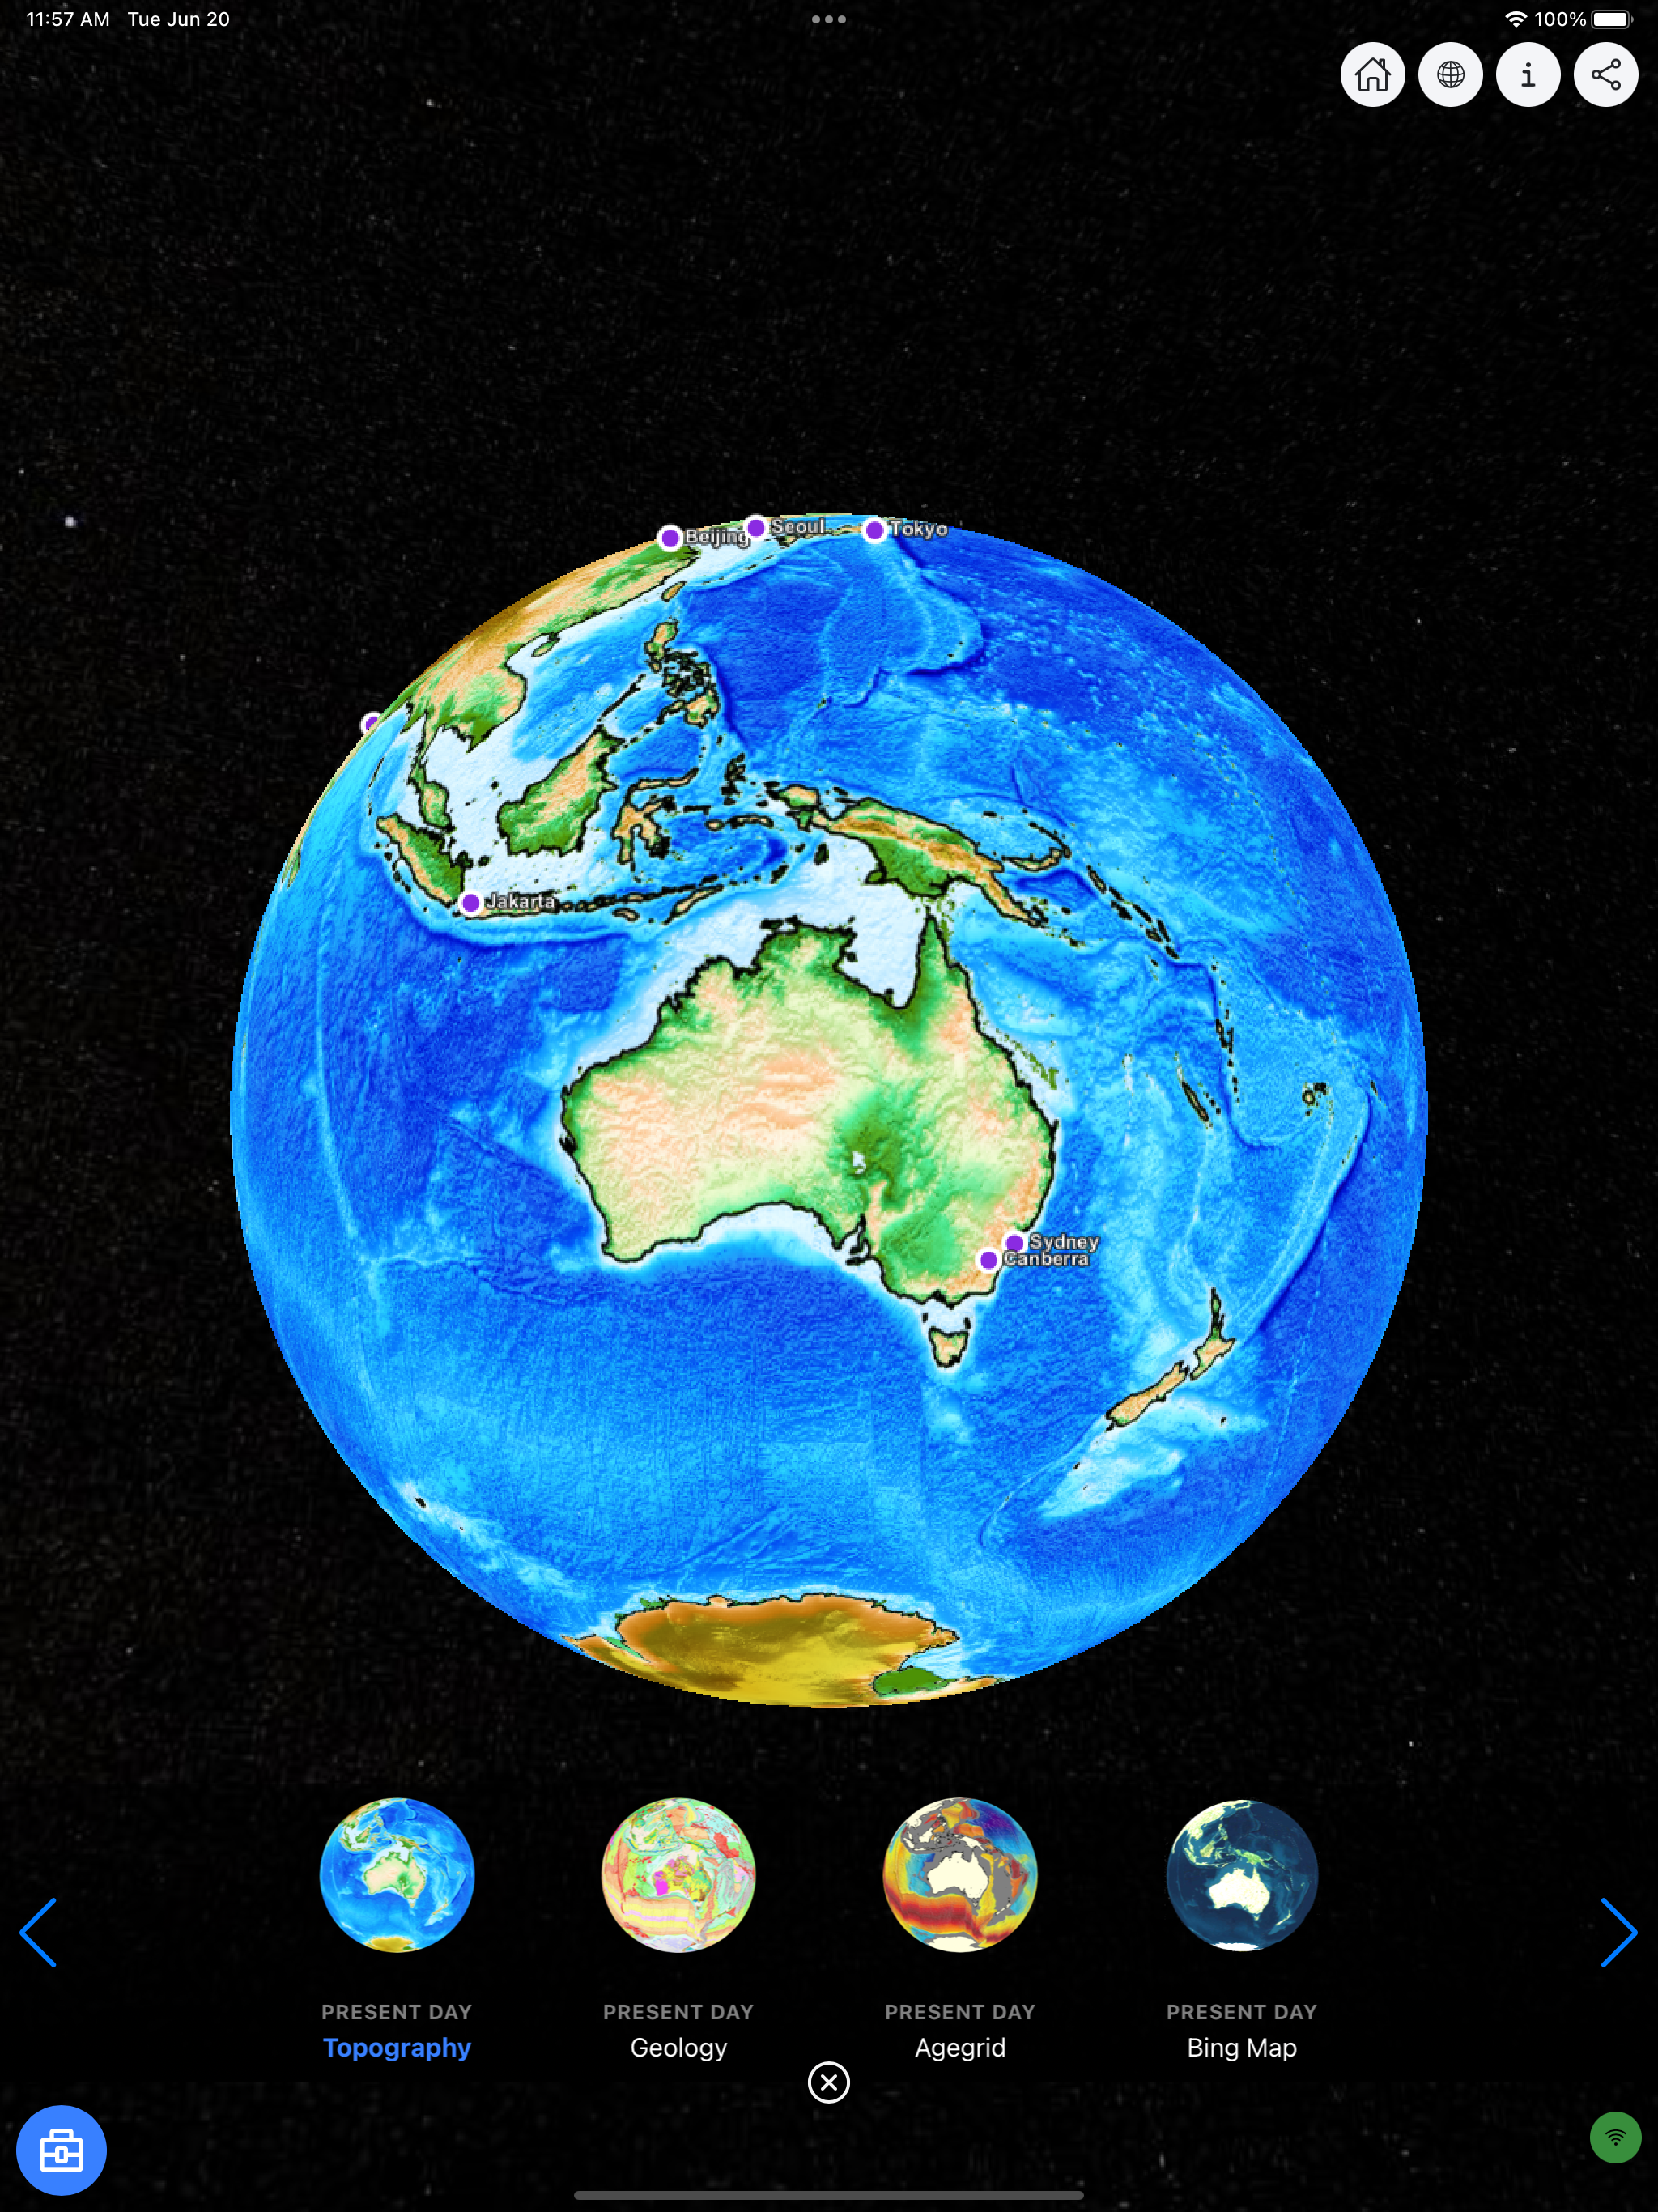 11:57 AM Tue Jun 20
100%
Beijing
Seoul
Tokyo
Jakarta
Sydney
Canberra
PRESENT DAY
Topography
PRESENT DAY
Geology
PRESENT DAY
Agegrid
PRESENT DAY
Bing Map